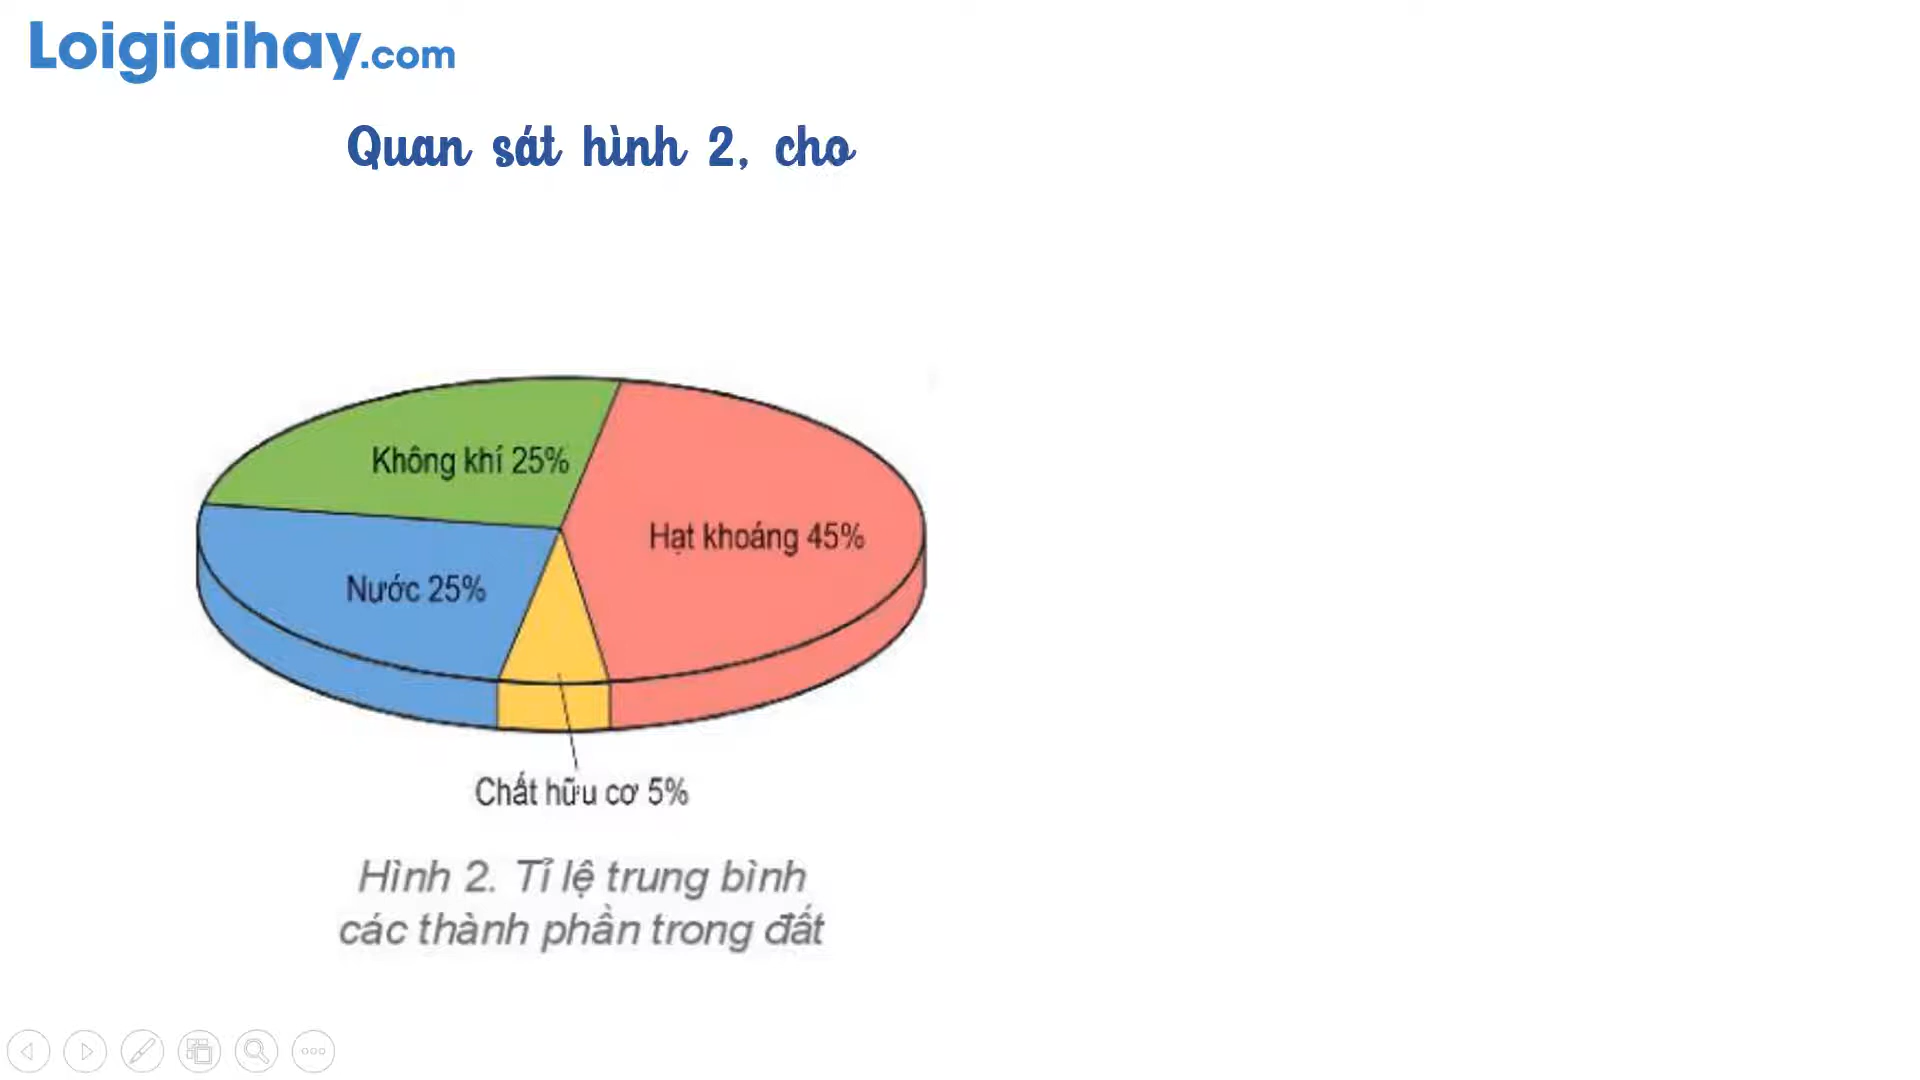 Loigiaihay.com
Quan sát hình 2, cho
Không khí 25%
Hạt khoáng 45%
Nước 25%
Chất hữu cơ 5%
Hình 2. Tỉ lệ trung bình
các thành phần trong đất